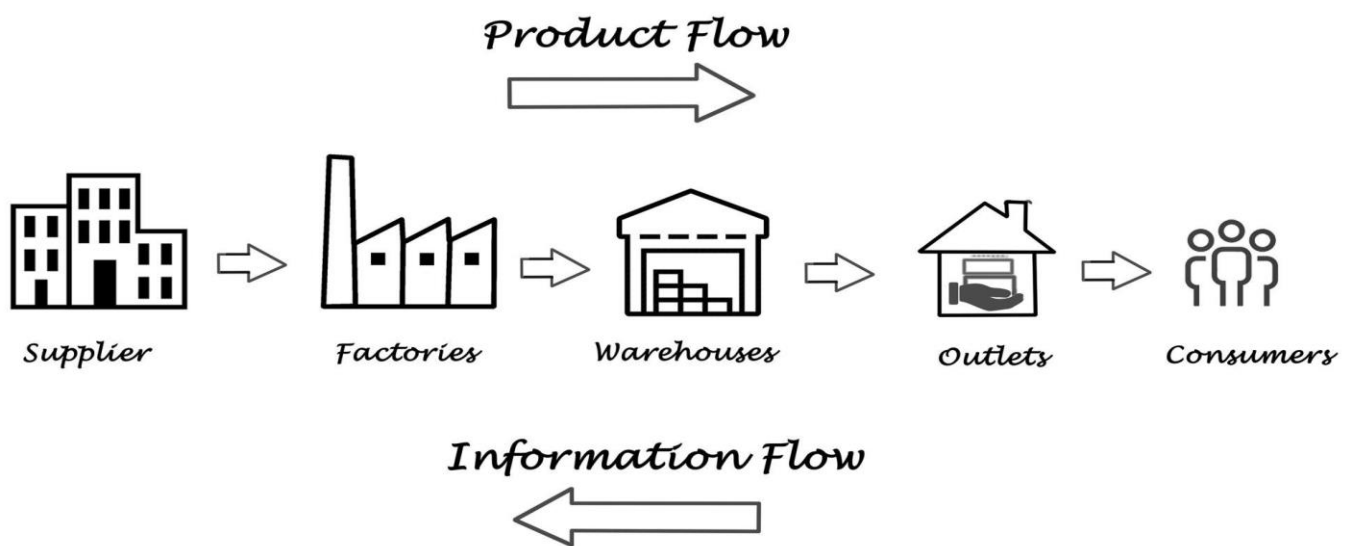 Product Flow
Supplier
Factories
Warehouses
Outlets
Consumers
Information Flow